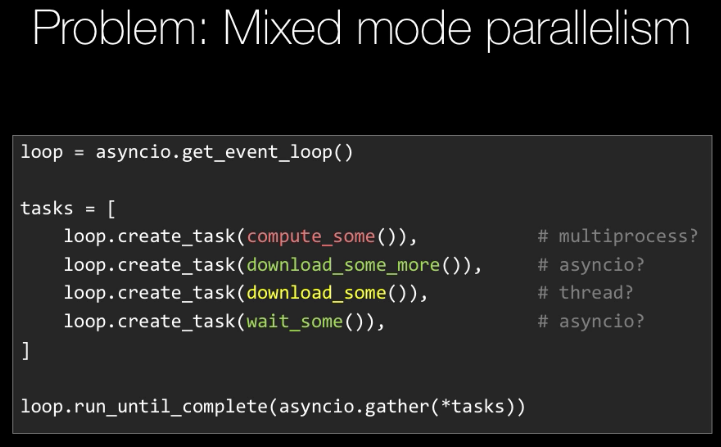 Problem: Mixed mode parallelism
loop = asyncio.get_event_loop()
tasks = [
    loop.create_task(compute_some()),           # multiprocess?
    loop.create_task(download_some_more()),     # asyncio?
    loop.create_task(download_some()),          # thread?
    loop.create_task(wait_some()),              # asyncio?
]
loop.run_until_complete(asyncio.gather(*tasks))